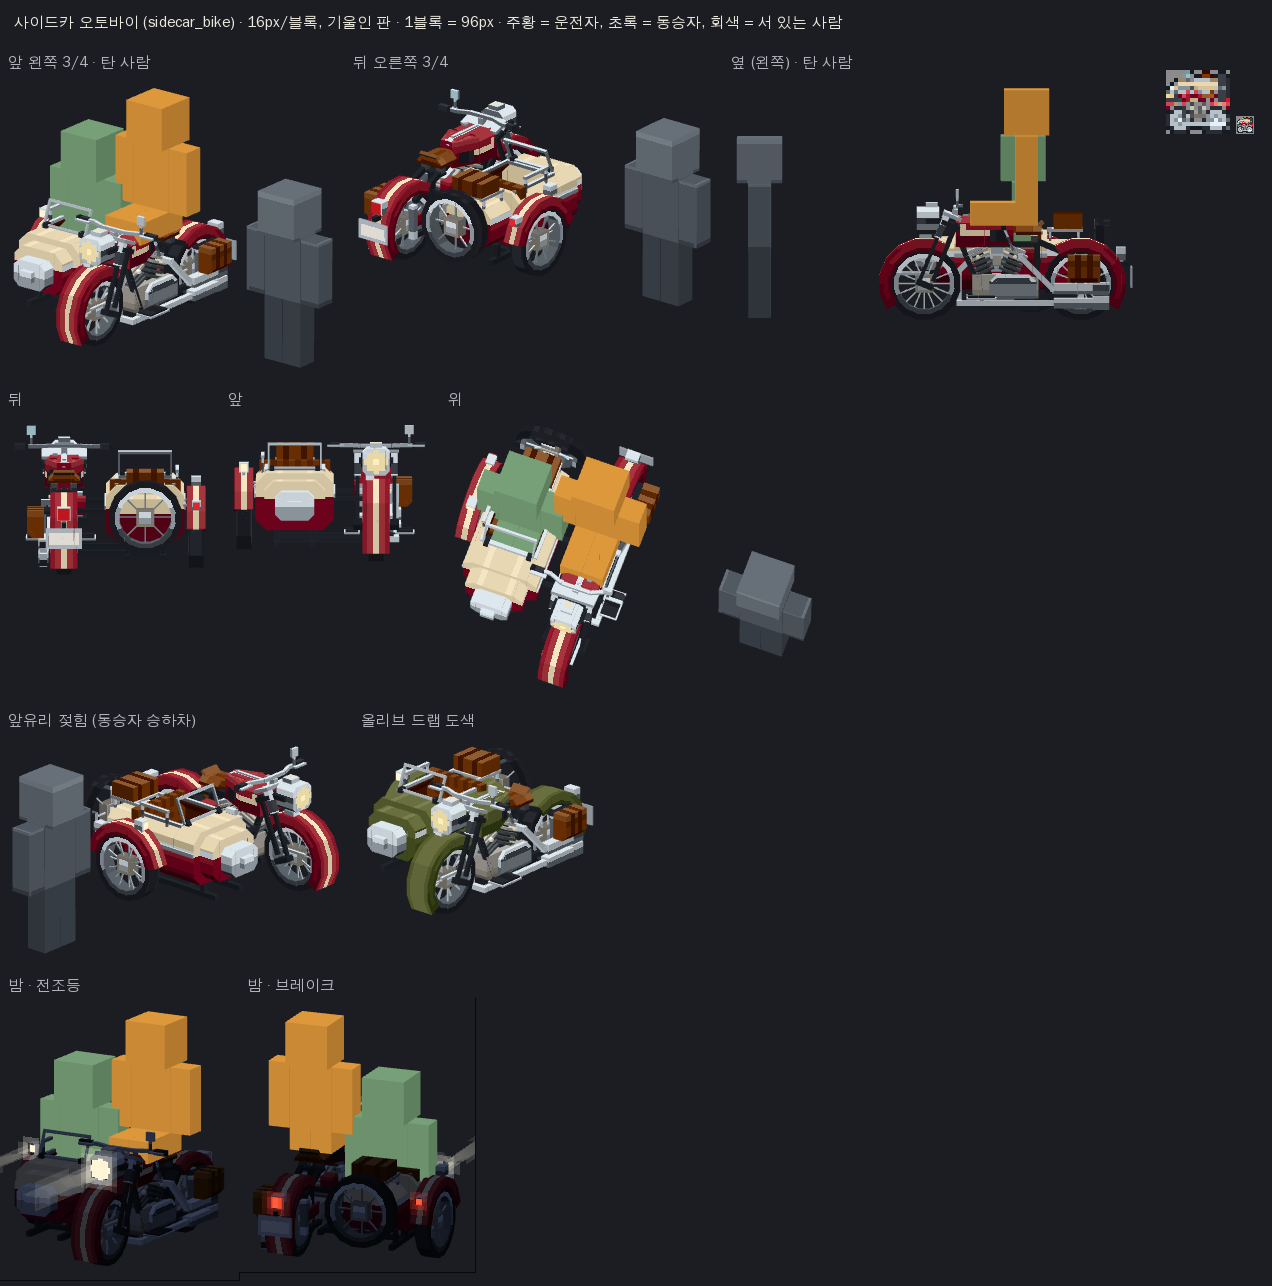 사이드카 오토바이 (sidecar_bike) · 16px/블록, 기울인 판 · 1블록 = 96px · 주황 = 운전자, 초록 = 동승자, 회색 = 서 있는 사람
앞 왼쪽 3/4 · 탄 사람
뒤 오른쪽 3/4
옆 (왼쪽) · 탄 사람
뒤
앞
위
앞유리 젖힘 (동승자 승하차)
올리브 드랩 도색
밤 · 전조등
밤 · 브레이크